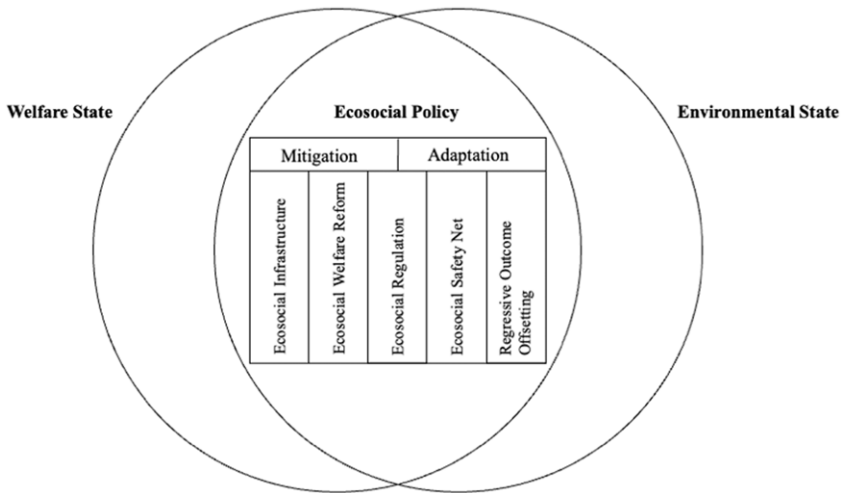 Welfare State
Ecosocial Policy
Environmental State
Mitigation
Adaptation
Ecosocial Infrastructure
Ecosocial Welfare Reform
Ecosocial Regulation
Ecosocial Safety Net
Regressive Outcome
Offsetting